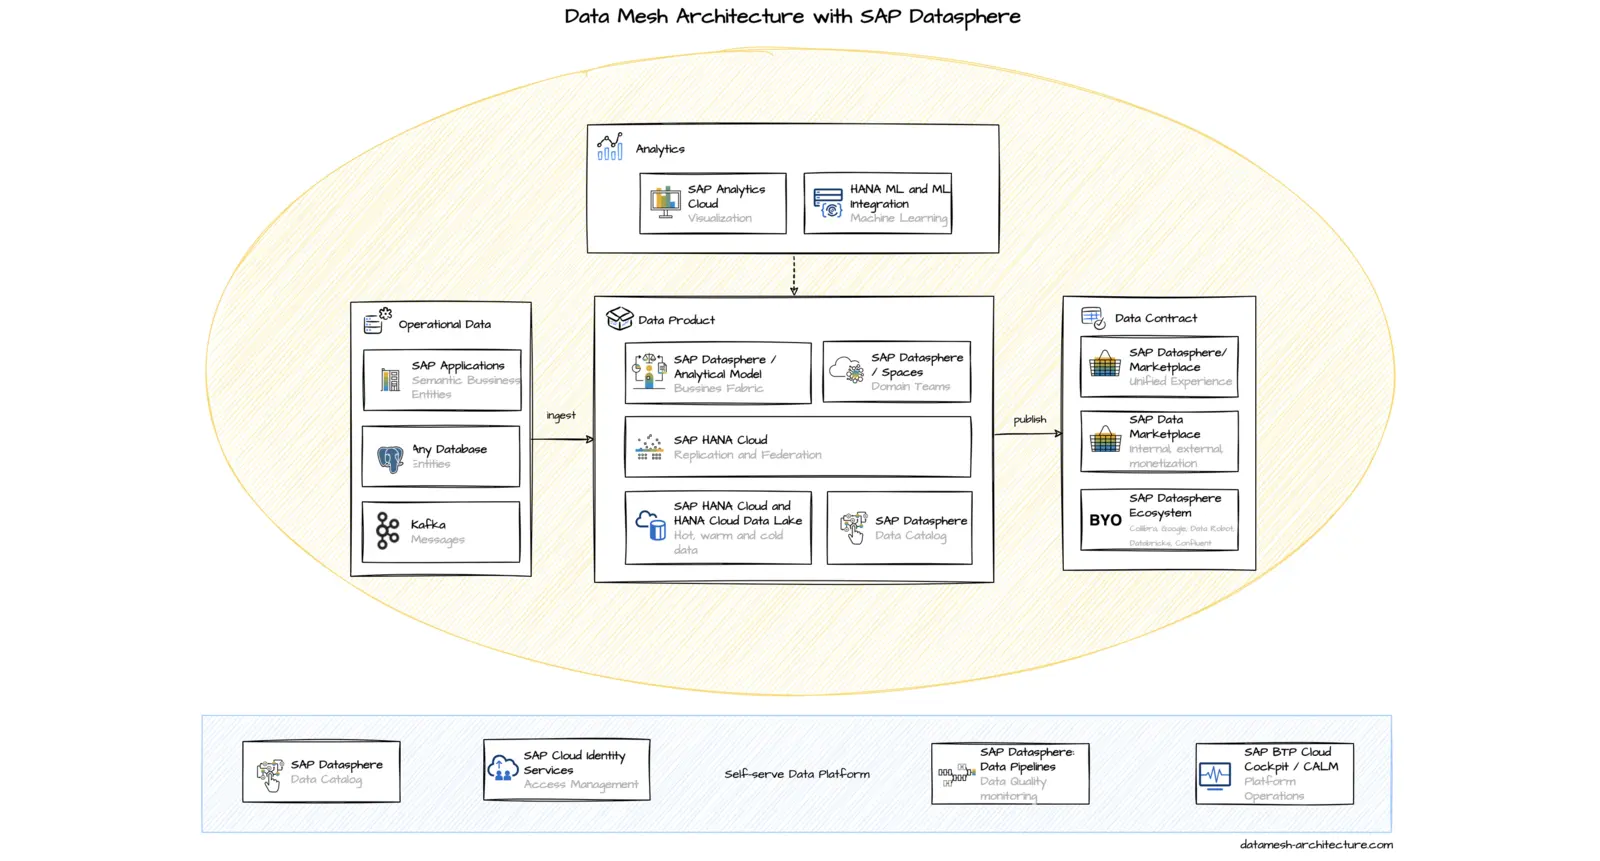 Data Mesh Architecture with SAP Datasphere
Analytics
SAP Analytics
Cloud
Visualization
HANA ML and ML
Integration
Machine Learning
Operational Data
SAP Applications
Semantic Bussiness
Entities
Any Database
Entities
Kafka
Messages
ingest
Data Product
SAP Datasphere /
Analytical Model
Bussines Fabric
SAP Datasphere
/ Spaces
Domain Teams
SAP HANA Cloud
Replication and Federation
SAP HANA Cloud and
HANA Cloud Data Lake
Hot, warm and cold
data
SAP Datasphere
Data Catalog
publish
Data Contract
SAP Datasphere/
Marketplace
Unified Experience
SAP Data
Marketplace
Internal, external,
monetization
BYO
SAP Datasphere
Ecosystem
Collibra, Google, Data Robot,
Databricks, Confluent
SAP Datasphere
Data Catalog
SAP Cloud Identity
Services
Access Management
Self-serve Data Platform
SAP Datasphere:
Data Pipelines
Data Quality
monitoring
SAP BTP Cloud
Cockpit / CALM
Platform
Operations
datamesh-architecture.com